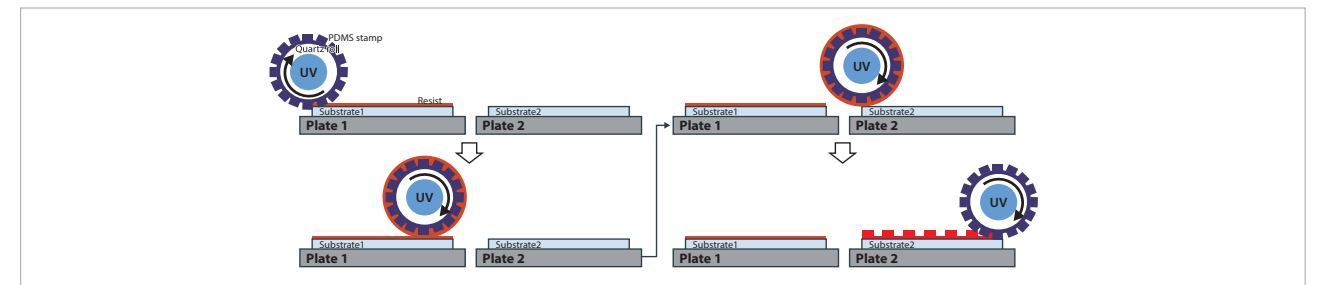 PDMS stamp
Quartz roll
UV
Resist
Substrate1
Substrate2
Plate 1
Plate 2
UV
Substrate1
Substrate2
Plate 1
Plate 2
UV
Substrate1
Substrate2
Plate 1
Plate 2
UV
Substrate1
Substrate2
Plate 1
Plate 2